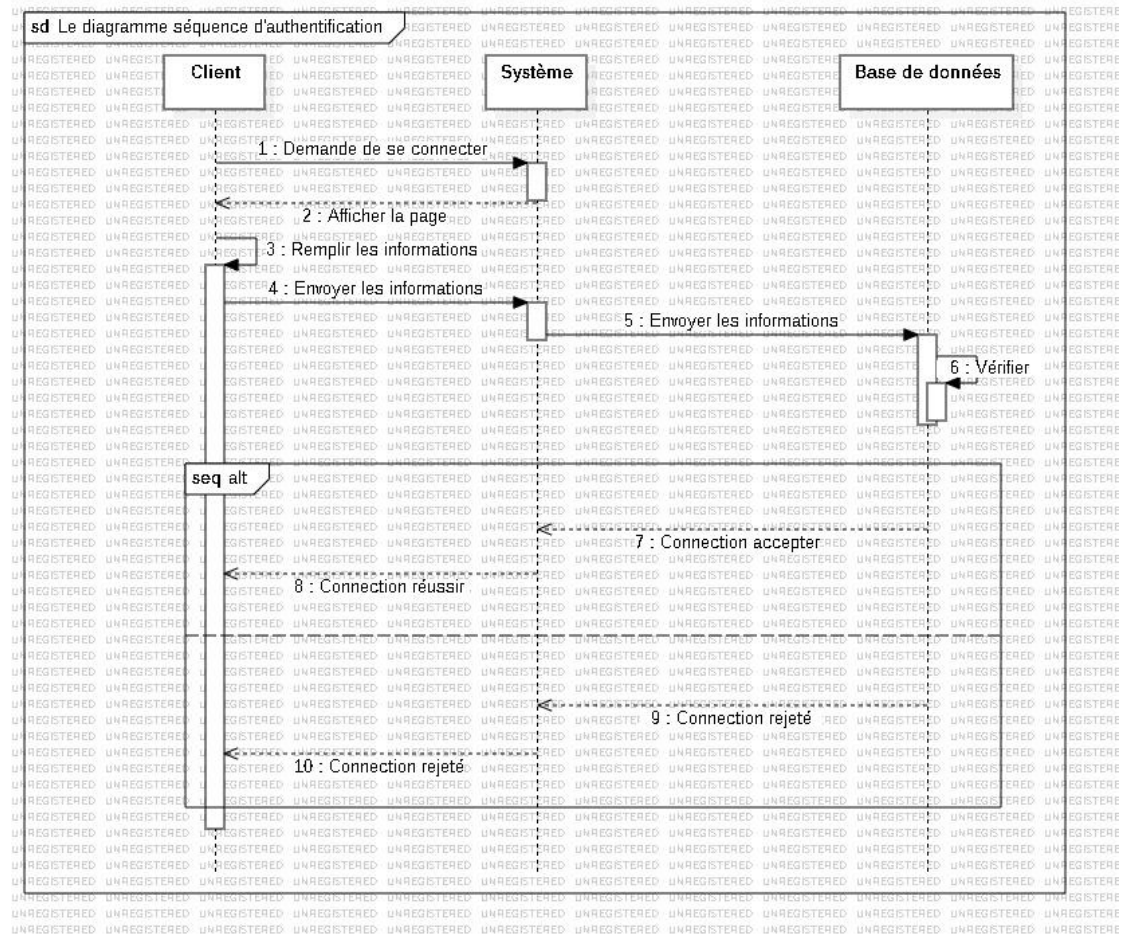 sd Le diagramme séquence d'authentification
Client
Système
Base de données
1 : Demande de se connecter
2 : Afficher la page
3 : Remplir les informations
4 : Envoyer les informations
5 : Envoyer les informations
6 : Vérifier
seq alt
7 : Connection accepter
8 : Connection réussir
9 : Connection rejeté
10 : Connection rejeté
UNREGISTERED